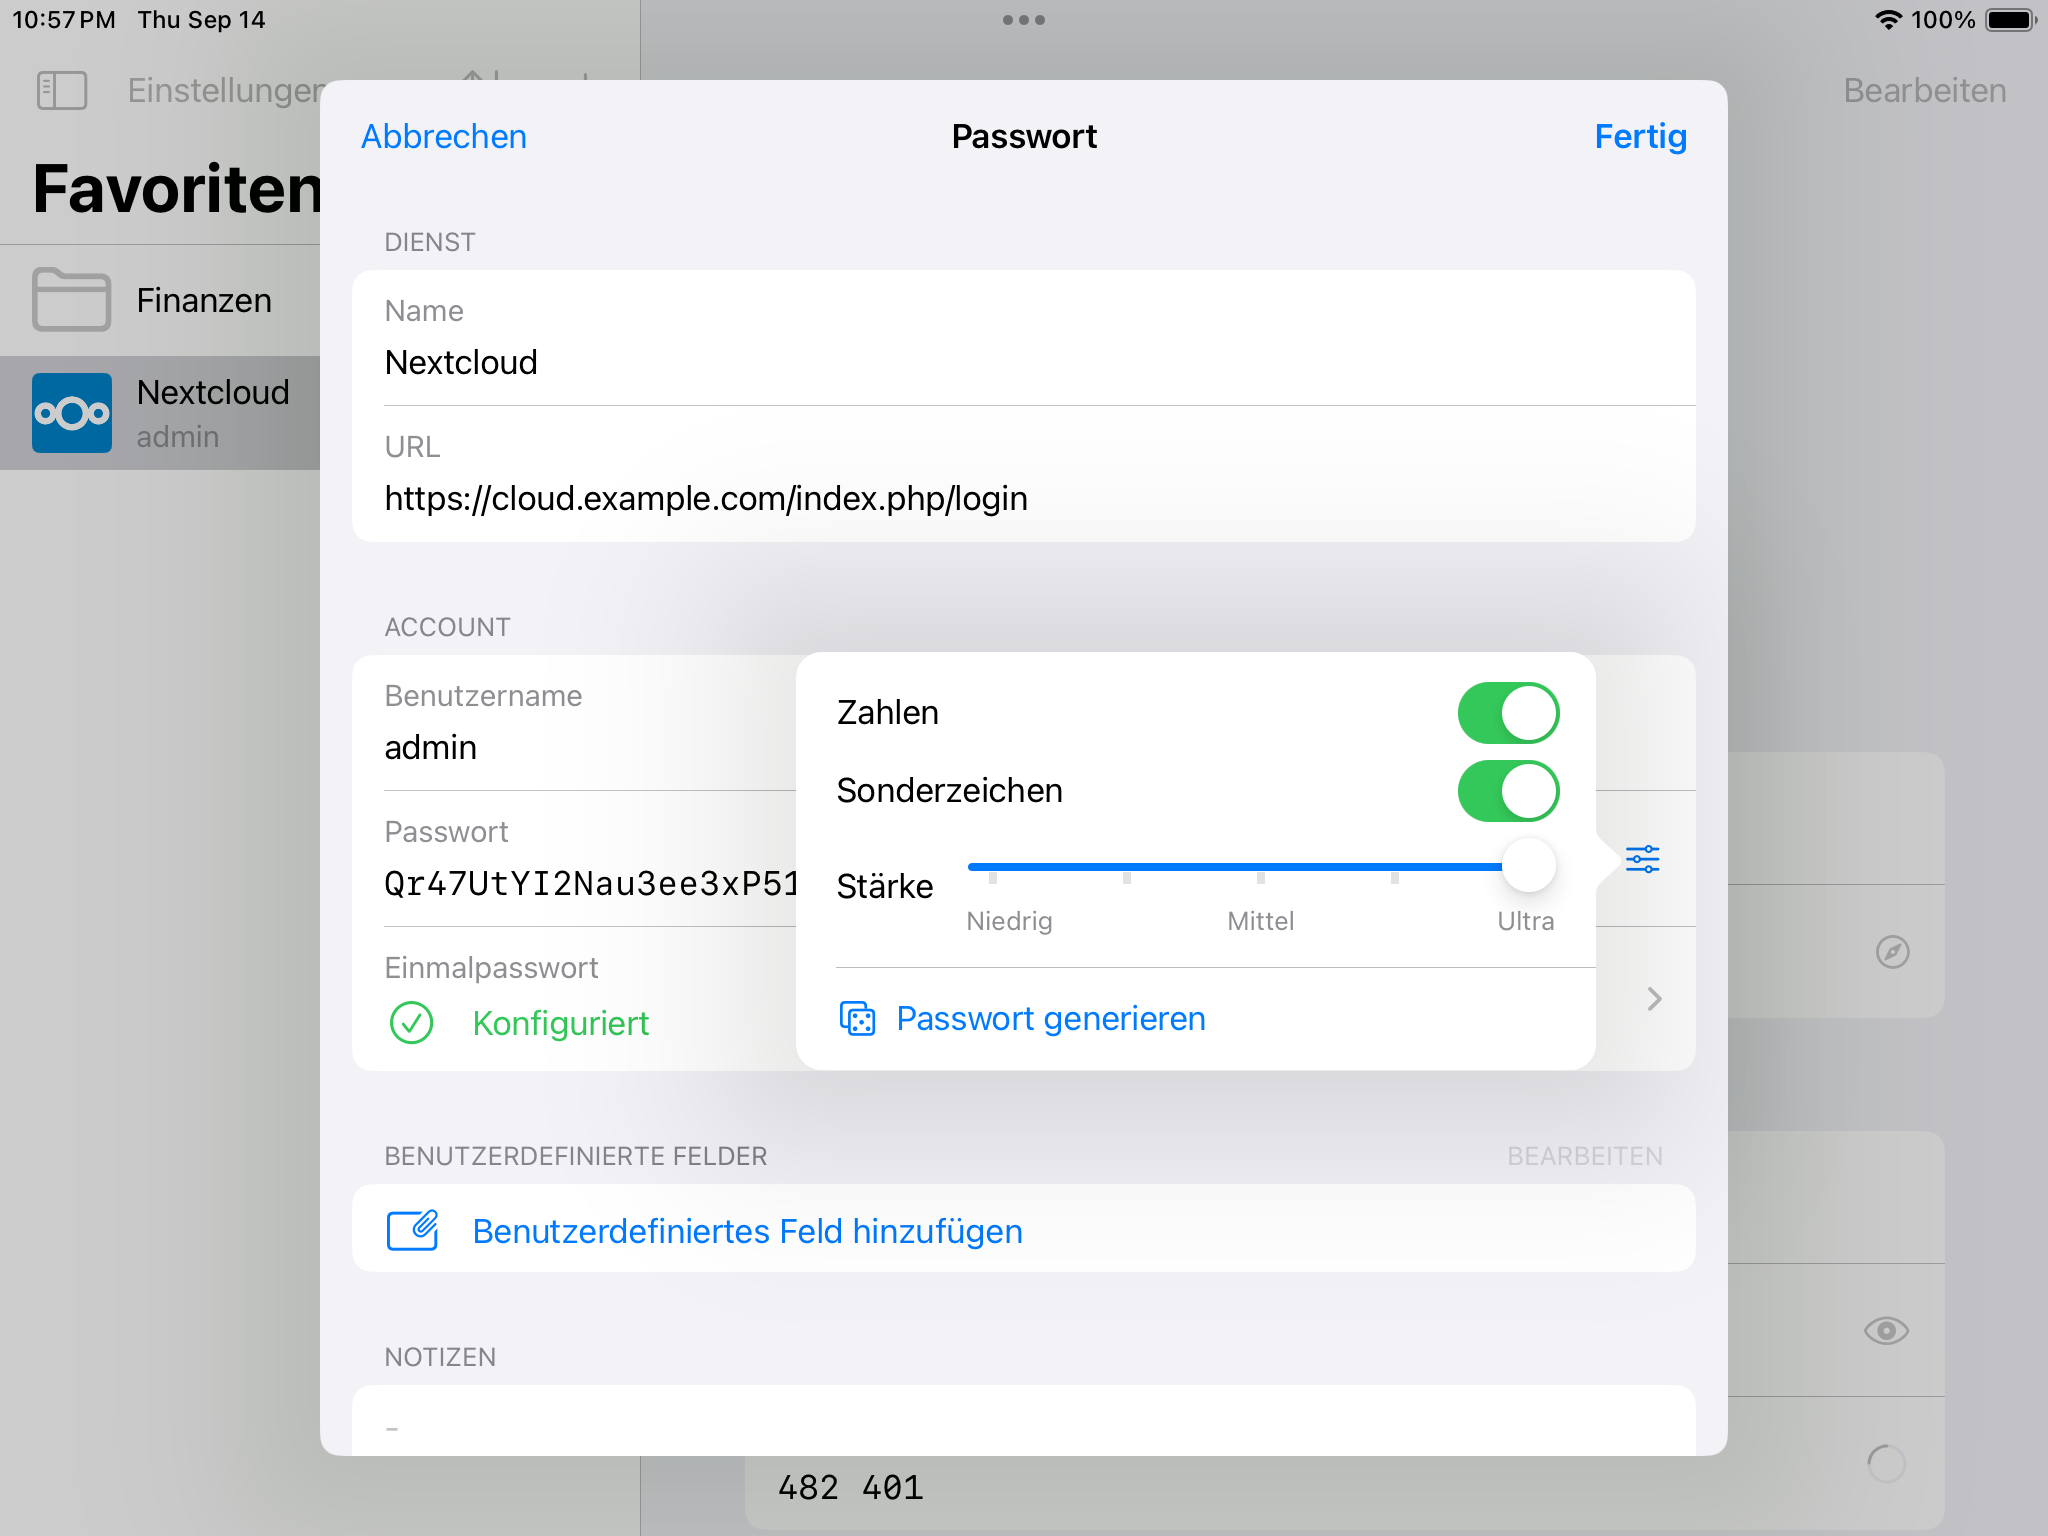 10:57 PM Thu Sep 14
100%
Einstellungen
Bearbeiten
Favoriten
Finanzen
Nextcloud
admin
Abbrechen
Passwort
Fertig
DIENST
Name
Nextcloud
URL
https://cloud.example.com/index.php/login
ACCOUNT
Benutzername
admin
Passwort
Qr47UtYI2Nau3ee3xP51
Einmalpasswort
Konfiguriert
Zahlen
Sonderzeichen
Stärke
Niedrig Mittel Ultra
Passwort generieren
BENUTZERDEFINIERTE FELDER
BEARBEITEN
Benutzerdefiniertes Feld hinzufügen
NOTIZEN
-
482 401